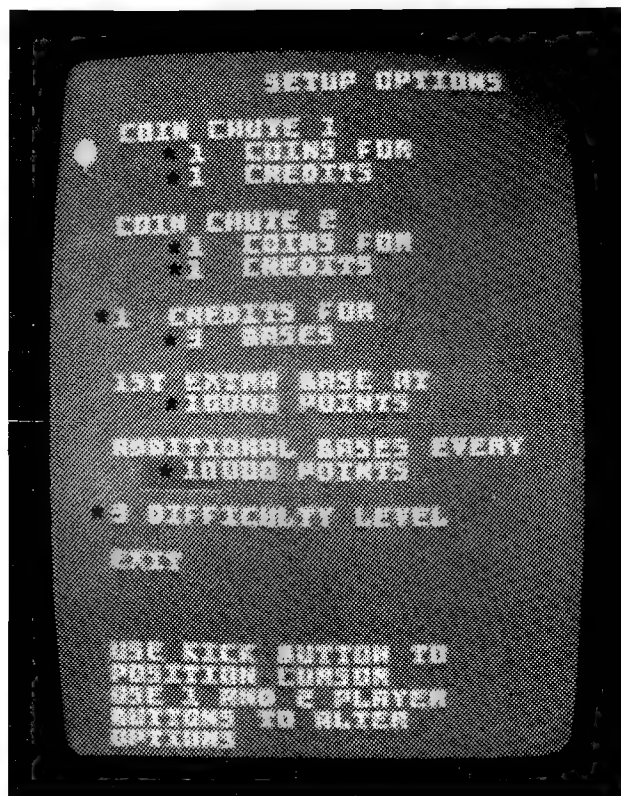 SETUP OPTIONS
COIN CHUTE 1
*1 COINS FOR
*1 CREDITS
COIN CHUTE 2
*1 COINS FOR
*1 CREDITS
*1 CREDITS FOR
*3 BASES
1ST EXTRA BASE AT
*10000 POINTS
ADDITIONAL BASES EVERY
*10000 POINTS
*3 DIFFICULTY LEVEL
EXIT
USE KICK BUTTON TO
POSITION CURSOR
USE 1 AND 2 PLAYER
BUTTONS TO ALTER
OPTIONS